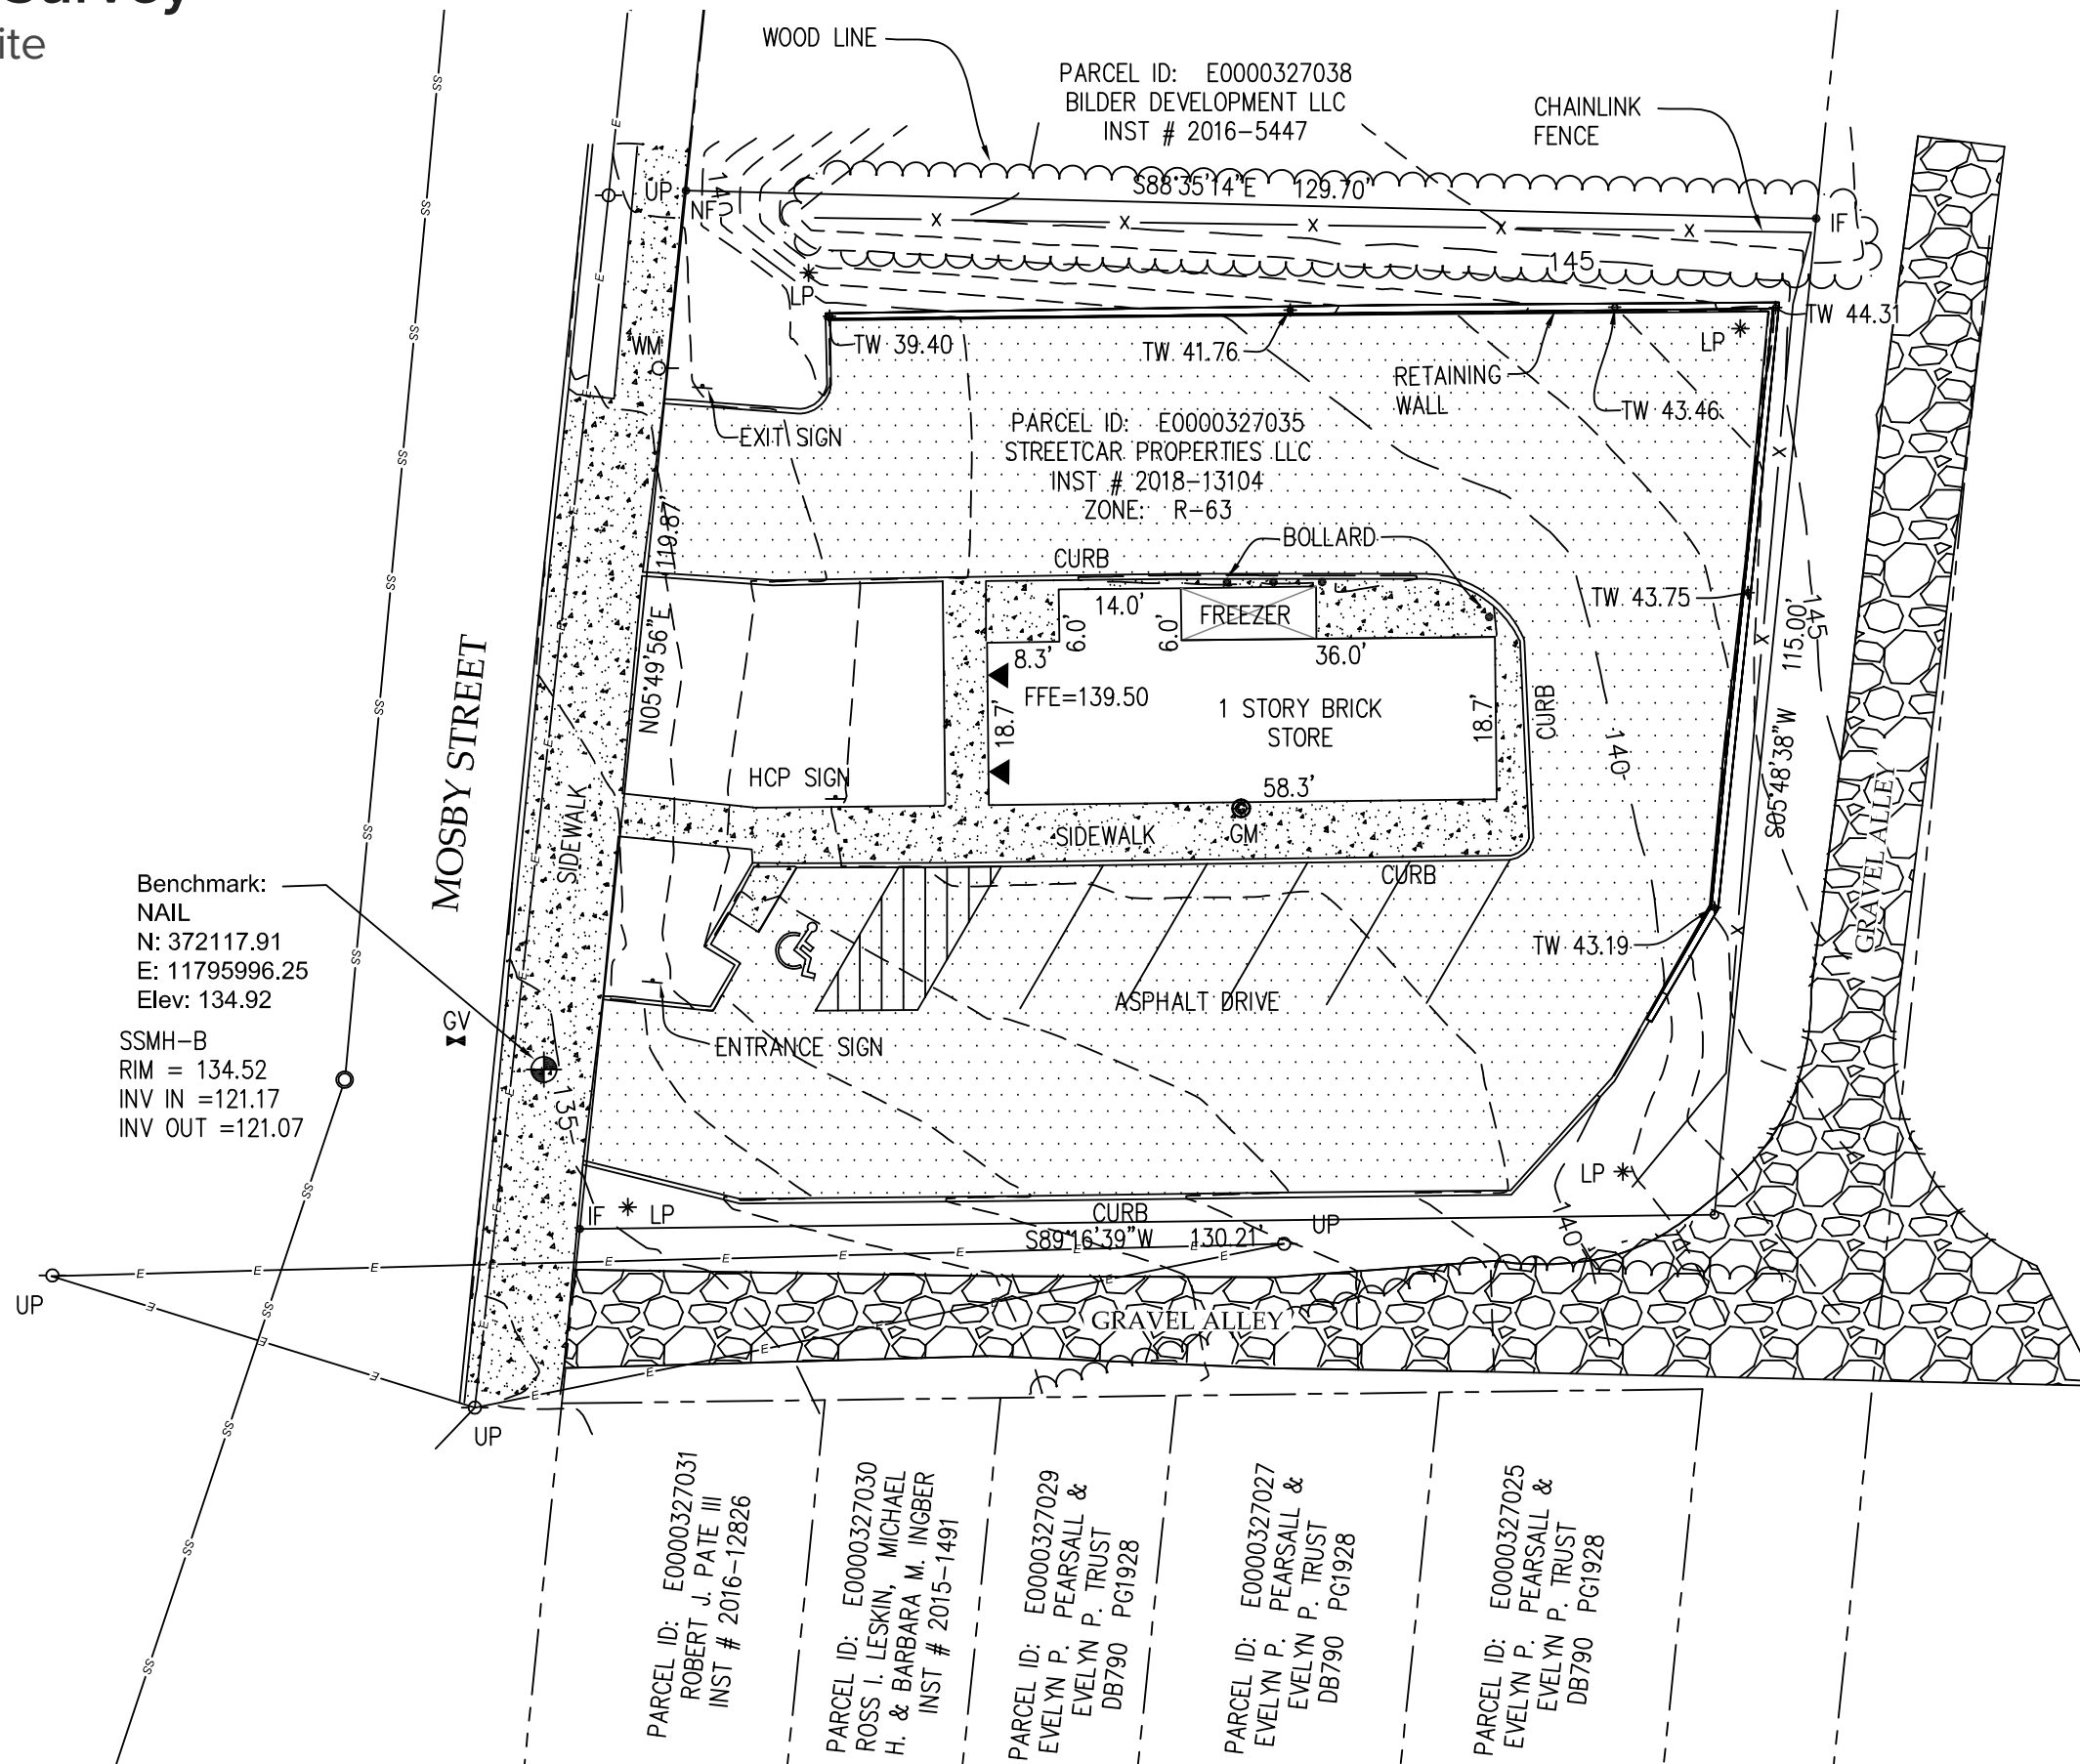 ite
WOOD LINE
PARCEL ID: E0000327038
BILDER DEVELOPMENT LLC
INST # 2016-5447
CHAINLINK
FENCE
UP
NF
140
S88°35'14"E 129.70'
IF
145
LP
TW 44.31
WM
TW 39.40
TW 41.76
LP
RETAINING
WALL
TW 43.46
EXIT SIGN
PARCEL ID: E0000327035
STREETCAR PROPERTIES LLC
INST # 2018-13104
ZONE: R-63
N05°49'56"E 119.87'
CURB
BOLLARD
14.0'
FREEZER
6.0'
6.0'
8.3'
36.0'
TW 43.75
145
S05°48'38"W 115.00'
FFE=139.50
18.7'
1 STORY BRICK
STORE
18.7'
CURB
140
MOSBY STREET
SIDEWALK
HCP SIGN
58.3'
SIDEWALK
GM
CURB
GRAVEL ALLEY
Benchmark:
NAIL
N: 372117.91
E: 11795996.25
Elev: 134.92
SSMH-B
RIM = 134.52
INV IN =121.17
INV OUT =121.07
GV
TW 43.19
ASPHALT DRIVE
ENTRANCE SIGN
135
LP
IF
LP
CURB
S89°16'39"W 130.21'
UP
140
UP
GRAVEL ALLEY
UP
PARCEL ID: E0000327031
ROBERT J. PATE III
INST # 2016-12826
PARCEL ID: E0000327030
ROSS I. LESKIN, MICHAEL
H. & BARBARA M. INGBER
INST # 2015-1491
PARCEL ID: E0000327029
EVELYN P. PEARSALL &
EVELYN P. TRUST
DB790 PG1928
PARCEL ID: E0000327027
EVELYN P. PEARSALL &
EVELYN P. TRUST
DB790 PG1928
PARCEL ID: E0000327025
EVELYN P. PEARSALL &
EVELYN P. TRUST
DB790 PG1928